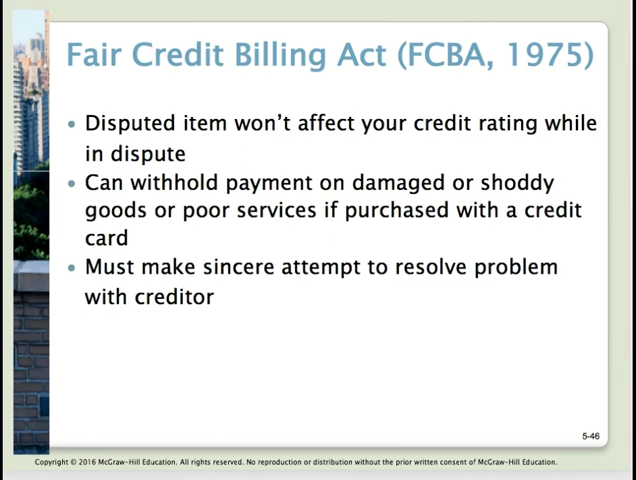 Fair Credit Billing Act (FCBA, 1975)
• Disputed item won't affect your credit rating while
in dispute
• Can withhold payment on damaged or shoddy
goods or poor services if purchased with a credit
card
• Must make sincere attempt to resolve problem
with creditor
5-46
Copyright © 2016 McGraw-Hill Education. All rights reserved. No reproduction or distribution without the prior written consent of McGraw-Hill Education.